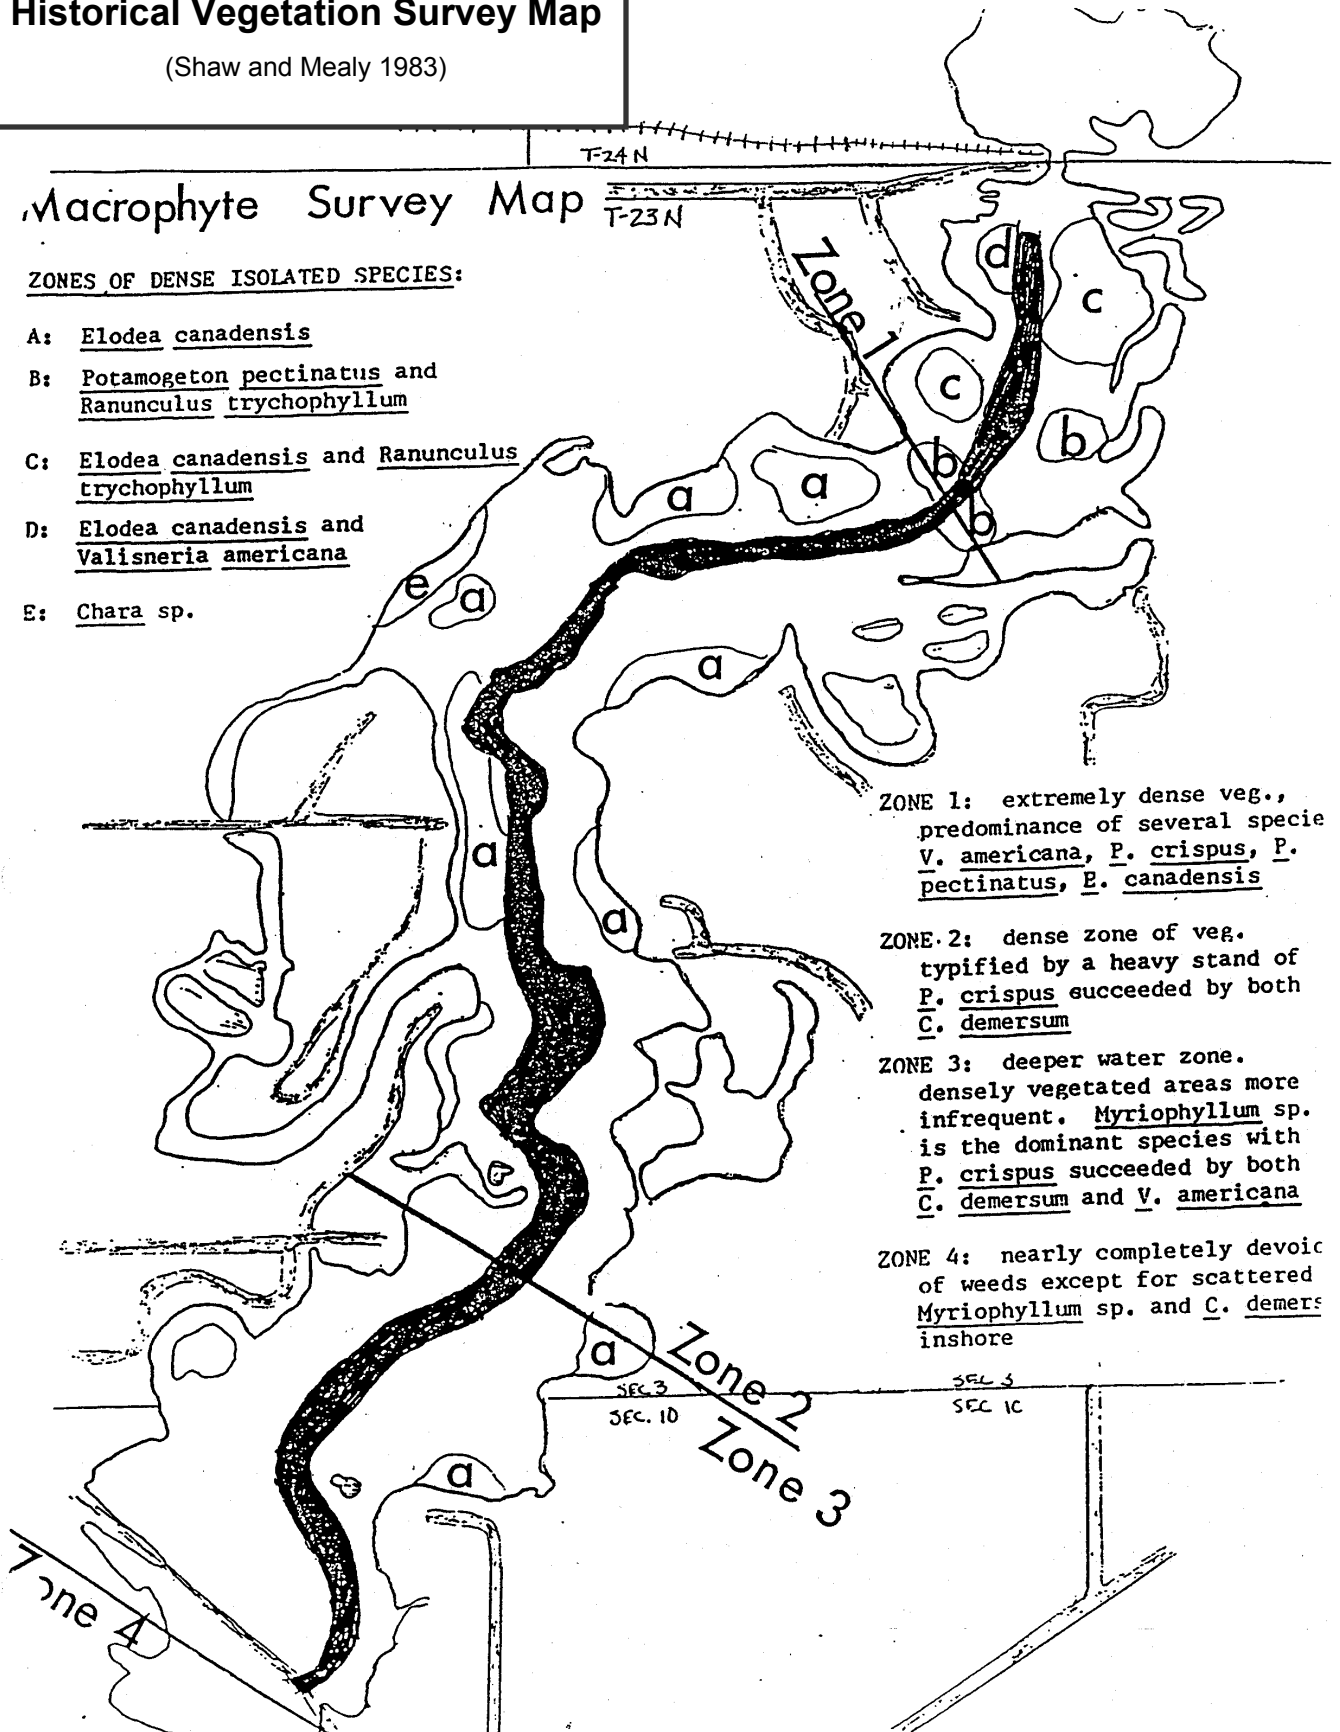 Historical Vegetation Survey Map
(Shaw and Mealy 1983)
T-24N
Macrophyte Survey Map
T-23N
ZONES OF DENSE ISOLATED SPECIES:
A: Elodea canadensis
B: Potamogeton pectinatus and
Ranunculus trychophyllum
C: Elodea canadensis and Ranunculus
trychophyllum
D: Elodea canadensis and
Valisneria americana
E: Chara sp.
Zone 1
d
c
c
b
b
b
a
a
e
a
a
a
a
ZONE 1: extremely dense veg.,
predominance of several specie
V. americana, P. crispus, P.
pectinatus, E. canadensis
ZONE 2: dense zone of veg.
typified by a heavy stand of
P. crispus succeeded by both
C. demersum
ZONE 3: deeper water zone.
densely vegetated areas more
infrequent. Myriophyllum sp.
is the dominant species with
P. crispus succeeded by both
C. demersum and V. americana
ZONE 4: nearly completely devoid
of weeds except for scattered
Myriophyllum sp. and C. demers
inshore
a
Zone 2
Zone 3
SEC 3
SEC. 10
SEC 3
SEC 1C
a
Zone 4